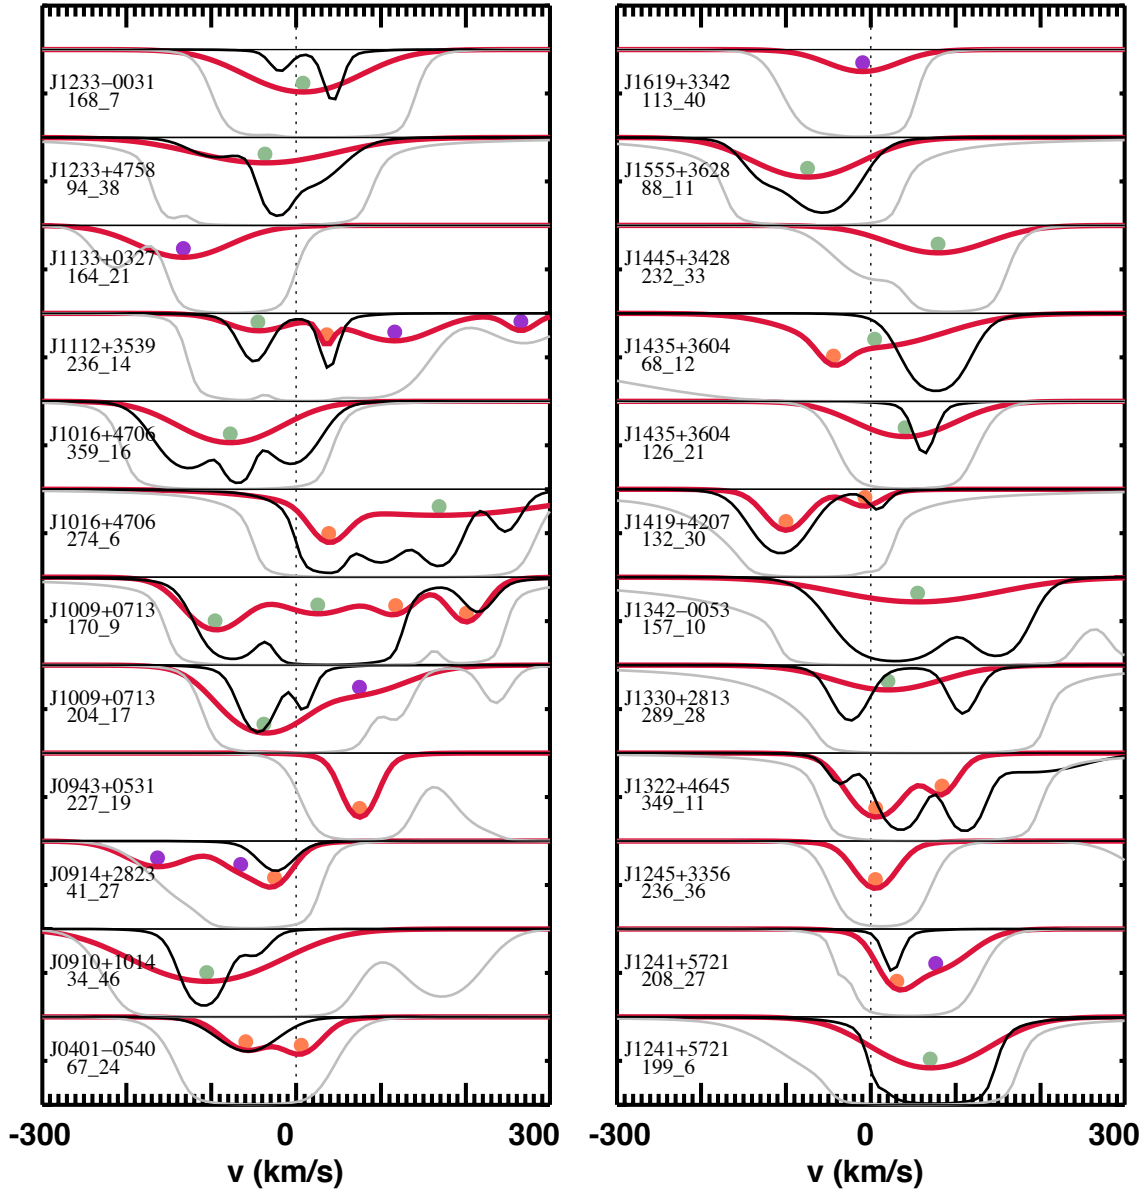 J1233−0031
168_7
J1233+4758
94_38
J1133+0327
164_21
J1112+3539
236_14
J1016+4706
359_16
J1016+4706
274_6
J1009+0713
170_9
J1009+0713
204_17
J0943+0531
227_19
J0914+2823
41_27
J0910+1014
34_46
J0401−0540
67_24
-300 0 300
v (km/s)
J1619+3342
113_40
J1555+3628
88_11
J1445+3428
232_33
J1435+3604
68_12
J1435+3604
126_21
J1419+4207
132_30
J1342−0053
157_10
J1330+2813
289_28
J1322+4645
349_11
J1245+3356
236_36
J1241+5721
208_27
J1241+5721
199_6
-300 0 300
v (km/s)